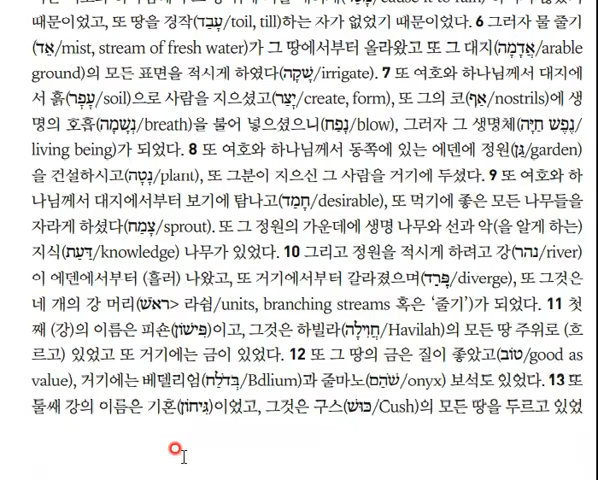 때문이었고, 또 땅을 경작(עָבַד/toil, till)하는 자가 없었기 때문이었다. 6 그러자 물 줄기
(אֵד/mist, stream of fresh water)가 그 땅에서부터 올라왔고 또 그 대지(אֲדָמָה/arable
ground)의 모든 표면을 적시게 하였다(שָׁקָה/irrigate). 7 또 여호와 하나님께서 대지에
서 흙(עָפָר/soil)으로 사람을 지으셨고(יָצַר/create, form), 또 그의 코(אַף/nostrils)에 생
명의 호흡(נְשָׁמָה/breath)을 불어 넣으셨으니(נָפַח/blow), 그러자 그 생명체(נֶפֶשׁ חַיָּה/
living being)가 되었다. 8 또 여호와 하나님께서 동쪽에 있는 에덴에 정원(גַּן/garden)
을 건설하시고(נָטָה/plant), 또 그분이 지으신 그 사람을 거기에 두셨다. 9 또 여호와 하
나님께서 대지에서부터 보기에 탐나고(חָמַד/desirable), 또 먹기에 좋은 모든 나무들을
자라게 하셨다(צָמַח/sprout). 또 그 정원의 가운데에 생명 나무와 선과 악(을 알게 하는)
지식(דַּעַת/knowledge) 나무가 있었다. 10 그리고 정원을 적시게 하려고 강(נהר/river)
이 에덴에서부터 (흘러) 나왔고, 또 거기에서부터 갈라졌으며(פָּרַד/diverge), 또 그것은
네 개의 강 머리(ראשׁ> 라쉼/units, branching streams 혹은 ‘줄기’)가 되었다. 11 첫
째 (강)의 이름은 피숀(פִּישׁוֹן)이고, 그것은 하빌라(חֲוִילָה/Havilah)의 모든 땅 주위로 (흐
르고) 있었고 또 거기에는 금이 있었다. 12 또 그 땅의 금은 질이 좋았고(טוֹב/good as
value), 거기에는 베델리엄(בְּדֹלַח/Bdlium)과 줄마노(שֹׁהַם/onyx) 보석도 있었다. 13 또
둘째 강의 이름은 기혼(גִּיחוֹן)이었고, 그것은 구스(כּוּשׁ/Cush)의 모든 땅을 두르고 있었